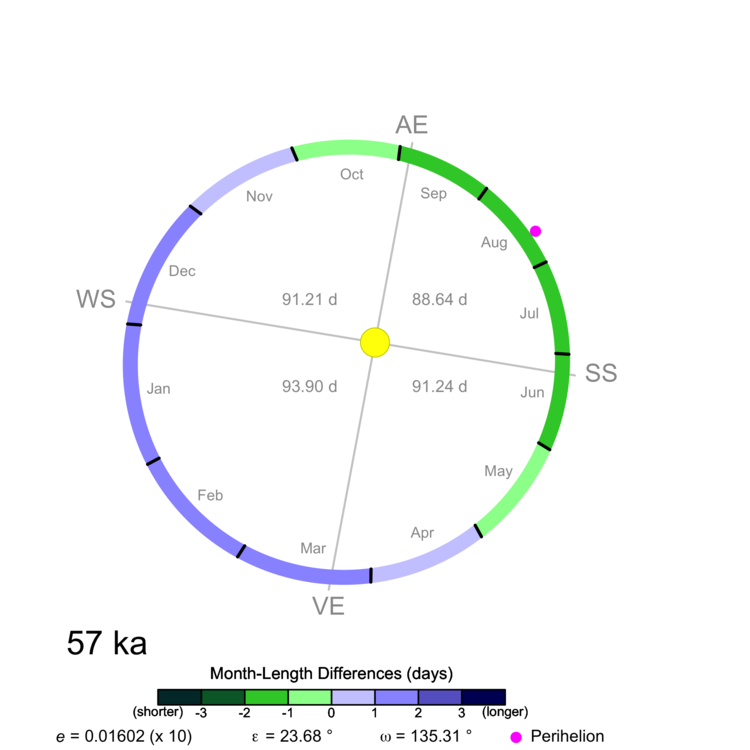 AE
Oct
Sep
Nov
Aug
Dec
WS
91.21 d
88.64 d
Jul
SS
Jan
93.90 d
91.24 d
Jun
May
Feb
Apr
Mar
VE
57 ka
Month-Length Differences (days)
(shorter) -3 -2 -1 0 1 2 3 (longer)
e = 0.01602 (x 10) ε = 23.68 ° ω = 135.31 ° Perihelion